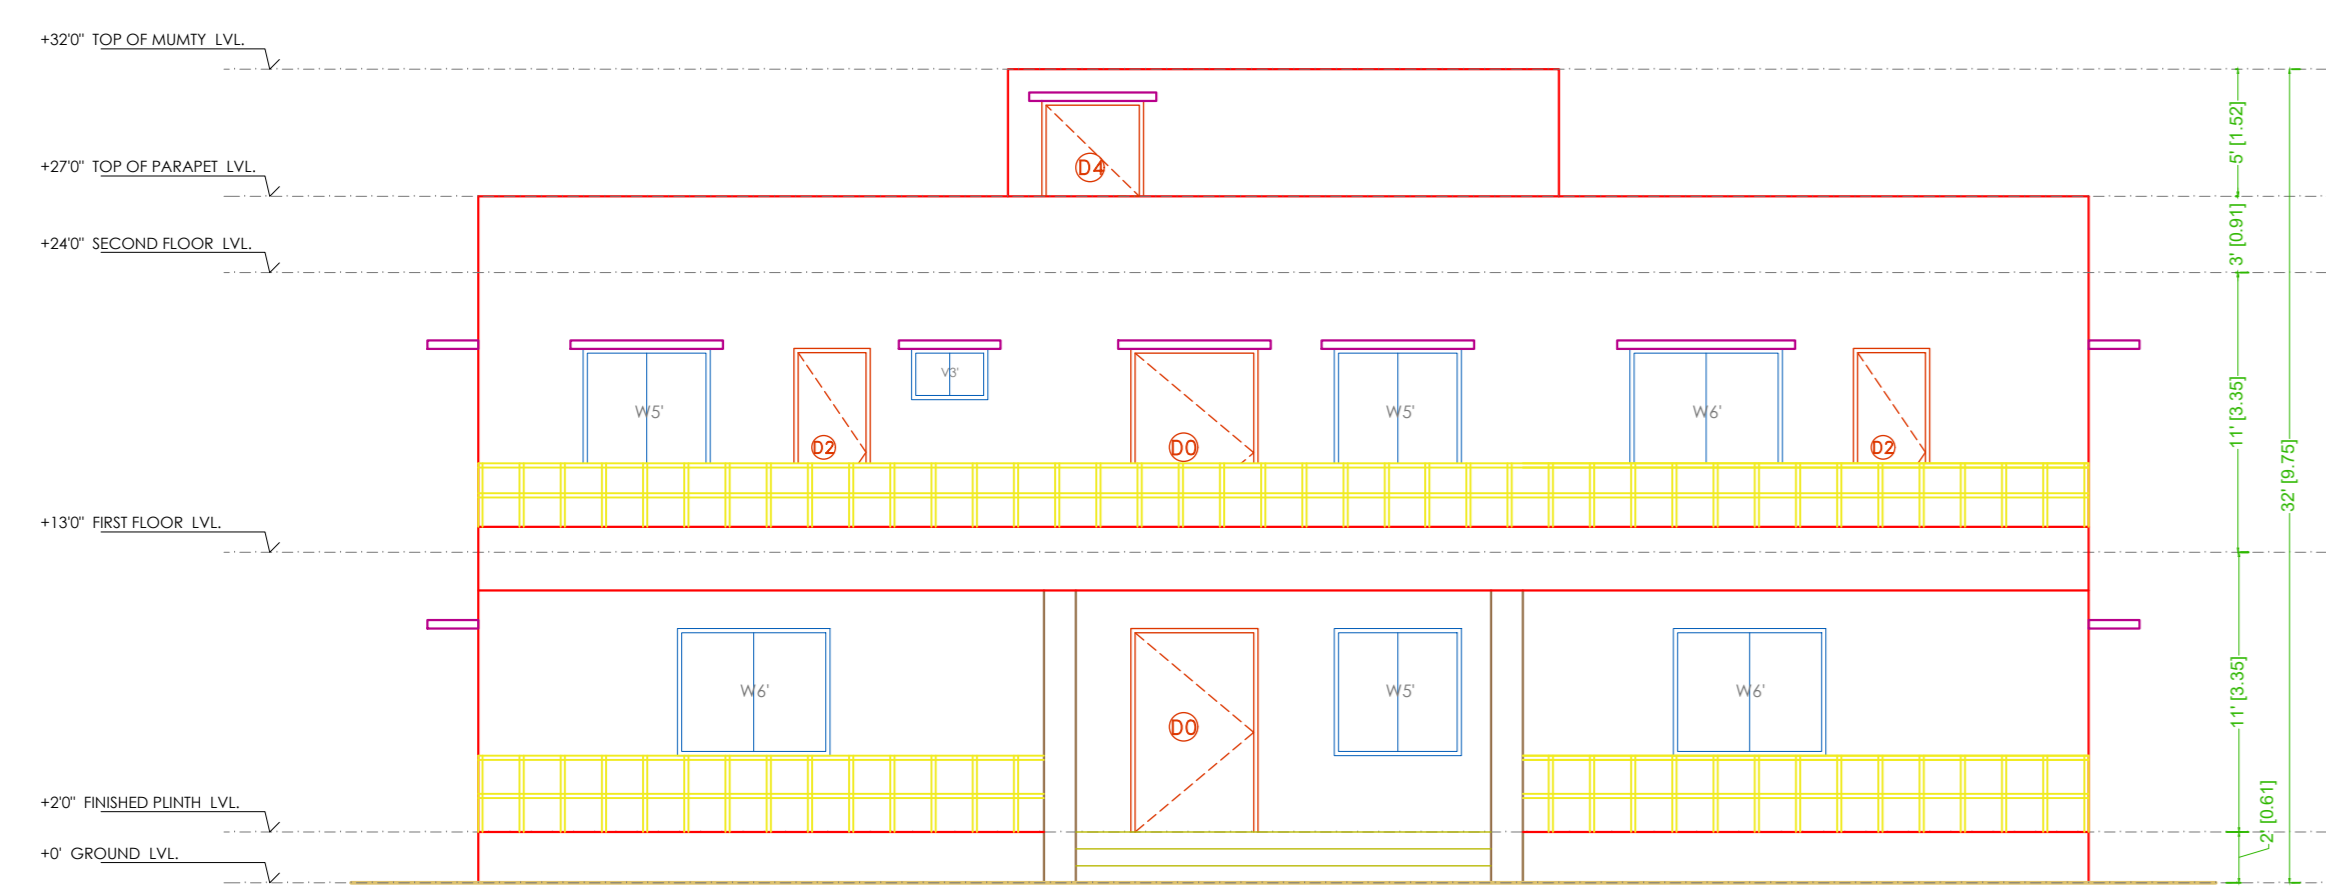 +32'0" TOP OF MUMTY LVL.
+27'0" TOP OF PARAPET LVL.
+24'0" SECOND FLOOR LVL.
+13'0" FIRST FLOOR LVL.
+2'0" FINISHED PLINTH LVL.
+0' GROUND LVL.
D4
W5'
D2
V3'
D0
W5'
W6'
D2
W6'
D0
W5'
W6'
5' [1.52]
3' [0.91]
11' [3.35]
32' [9.75]
11' [3.35]
2' [0.61]